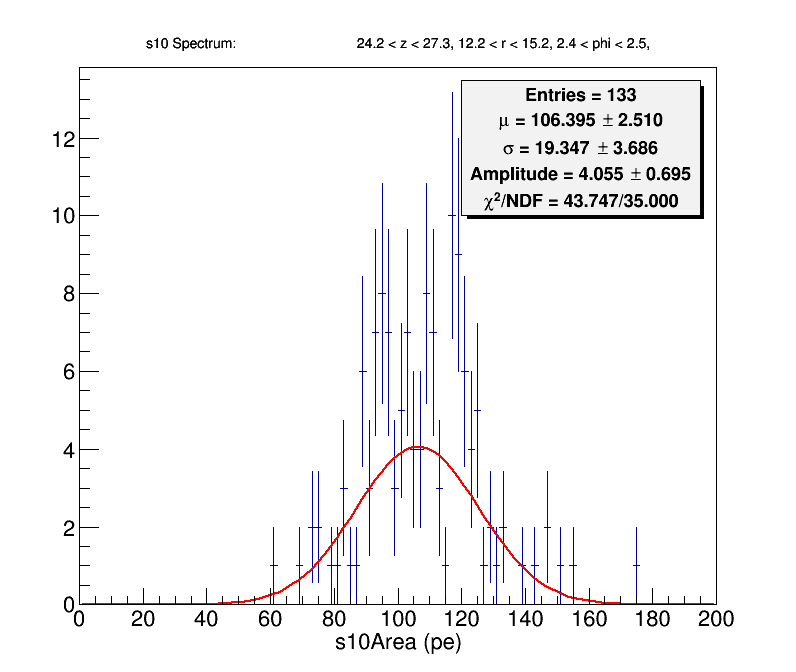 s10 Spectrum: 24.2 < z < 27.3, 12.2 < r < 15.2, 2.4 < phi < 2.5,
Entries = 133
μ = 106.395 ± 2.510
σ = 19.347 ± 3.686
Amplitude = 4.055 ± 0.695
χ²/NDF = 43.747/35.000
12
10
8
6
4
2
0
0 20 40 60 80 100 120 140 160 180 200
s10Area (pe)